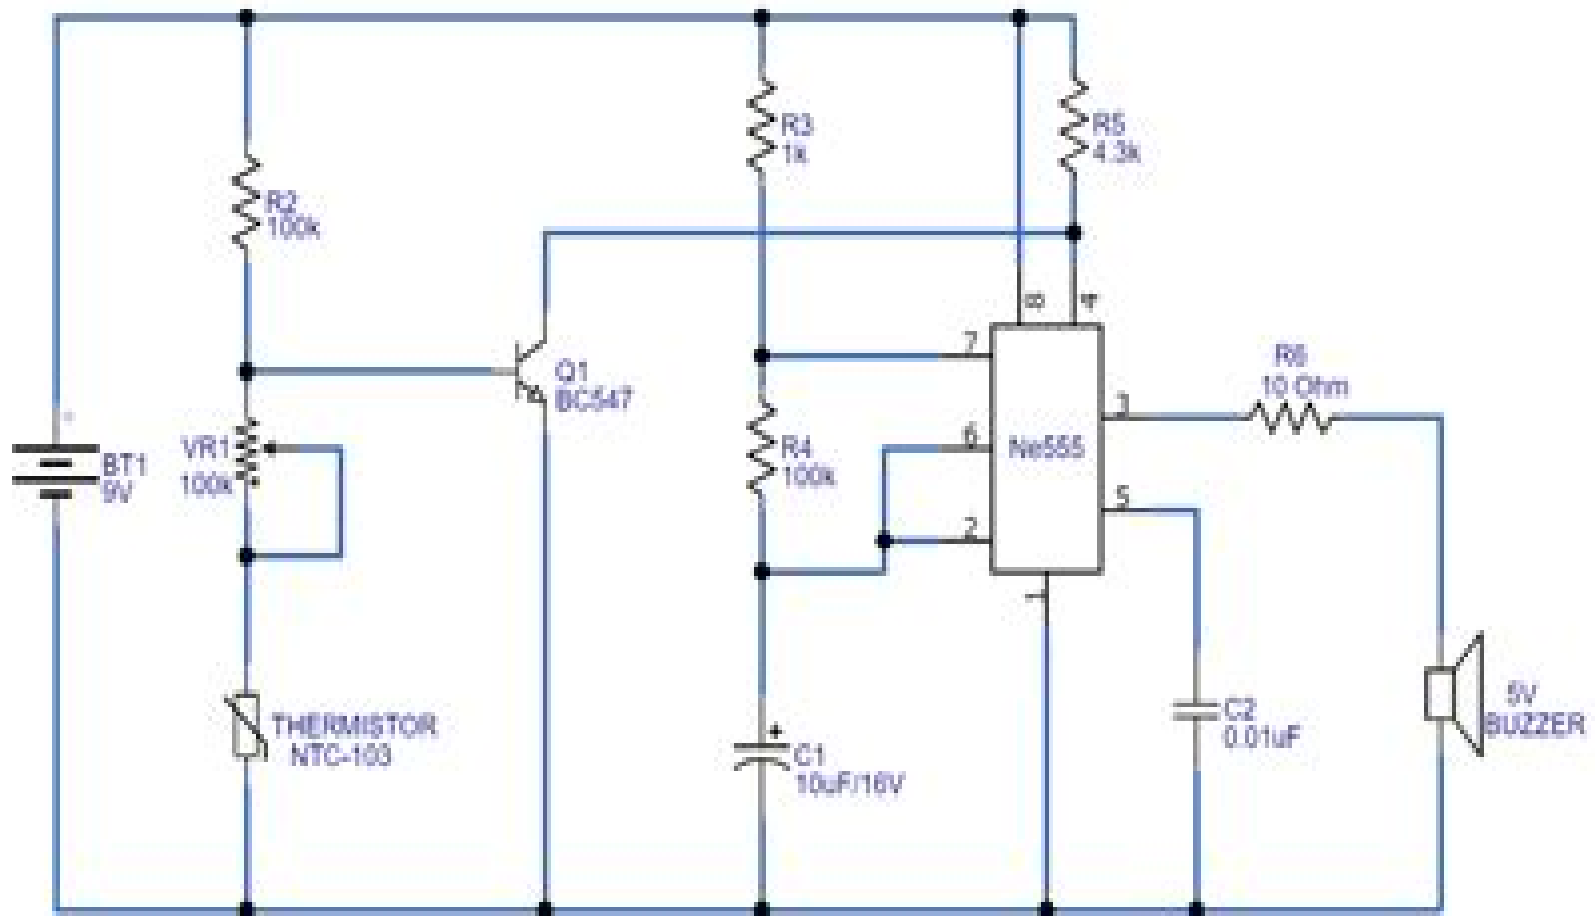 R3
1k
R5
4.3k
R2
100k
8
4
7
Q1
BC547
R6
10 Ohm
3
VR1
100k
BT1
9V
6
R4
100k
Ne555
5
2
1
THERMISTOR
NTC-103
+
C1
10uF/16V
C2
0.01uF
5V
BUZZER